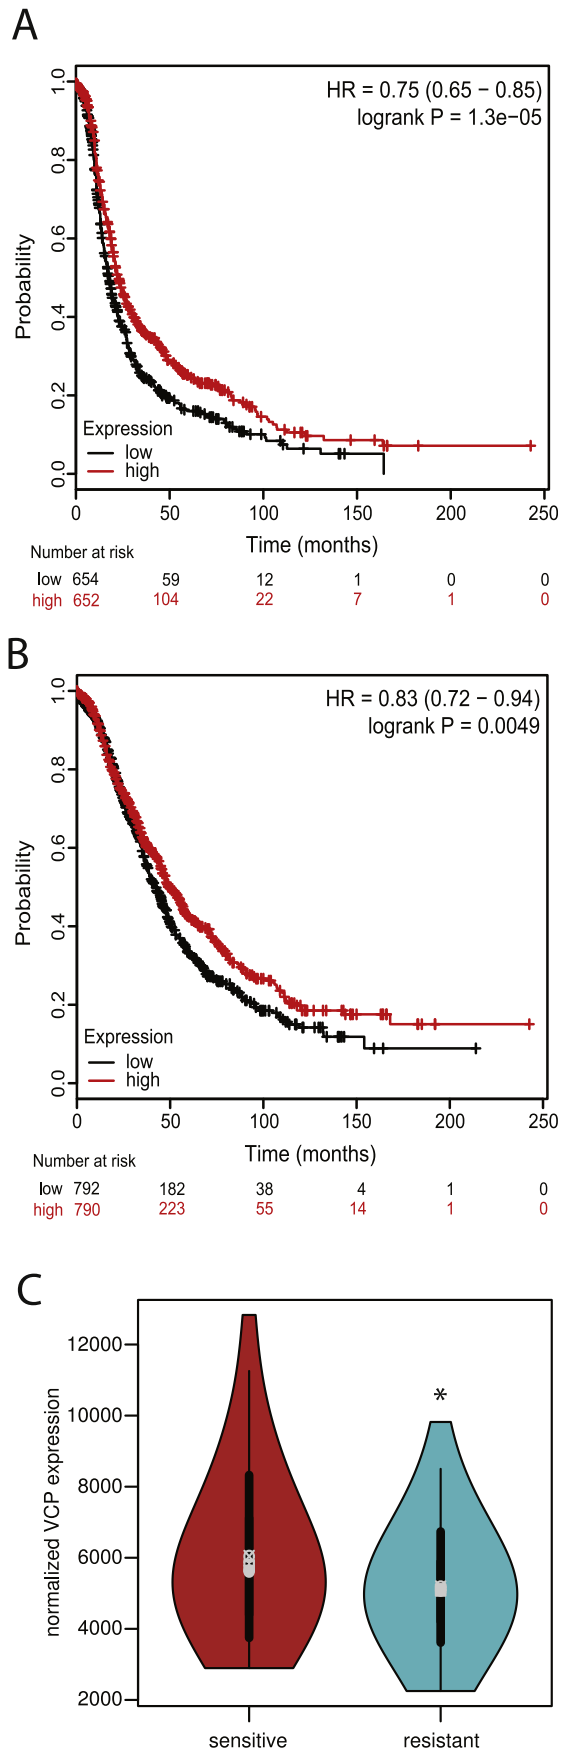 A
HR = 0.75 (0.65 − 0.85)
logrank P = 1.3e−05
Probability
1.0
0.8
0.6
0.4
0.2
0.0
Expression
low
high
0 50 100 150 200 250
Time (months)
Number at risk
low 654 59 12 1 0 0
high 652 104 22 7 1 0
B
HR = 0.83 (0.72 − 0.94)
logrank P = 0.0049
Probability
1.0
0.8
0.6
0.4
0.2
0.0
Expression
low
high
0 50 100 150 200 250
Time (months)
Number at risk
low 792 182 38 4 1 0
high 790 223 55 14 1 0
C
normalized VCP expression
12000
10000
8000
6000
4000
2000
*
sensitive resistant